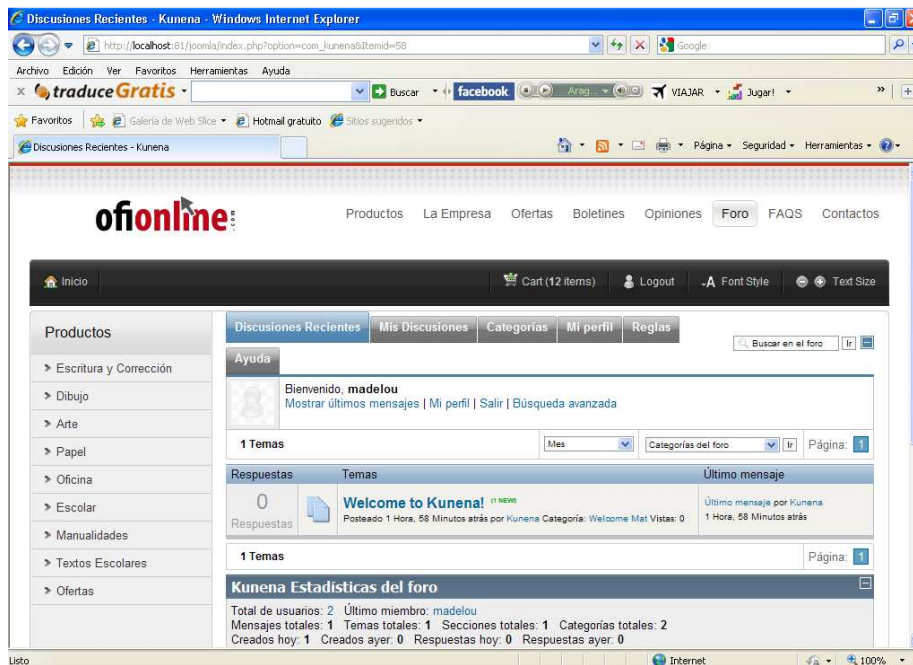 Discusiones Recientes - Kunena - Windows Internet Explorer
http://localhost:81/joomla/index.php?option=com_kunena&Itemid=58
Google
Archivo Edición Ver Favoritos Herramientas Ayuda
x traduceGratis Buscar facebook Arag... VIAJAR Jugar! »
Favoritos Galería de Web Slice Hotmail gratuito Sitios sugeridos
Discusiones Recientes - Kunena Página Seguridad Herramientas
ofionline.com
Productos La Empresa Ofertas Boletines Opiniones Foro FAQS Contactos
Inicio Cart (12 items) Logout .A Font Style Text Size
Productos
Escritura y Corrección
Dibujo
Arte
Papel
Oficina
Escolar
Manualidades
Textos Escolares
Ofertas
Discusiones Recientes Mis Discusiones Categorías Mi perfil Reglas
Buscar en el foro Ir
Ayuda
Bienvenido, madelou
Mostrar últimos mensajes | Mi perfil | Salir | Búsqueda avanzada
1 Temas Mes Categorías del foro Ir Página: 1
Respuestas Temas Último mensaje
0 Respuestas
Welcome to Kunena! (1 NEW)
Posteado 1 Hora, 58 Minutos atrás por Kunena Categoría: Welcome Mat Vistas: 0
Último mensaje por Kunena
1 Hora, 58 Minutos atrás
1 Temas Página: 1
Kunena Estadísticas del foro
Total de usuarios: 2 Último miembro: madelou
Mensajes totales: 1 Temas totales: 1 Secciones totales: 1 Categorías totales: 2
Creados hoy: 1 Creados ayer: 0 Respuestas hoy: 0 Respuestas ayer: 0
Listo Internet 100%